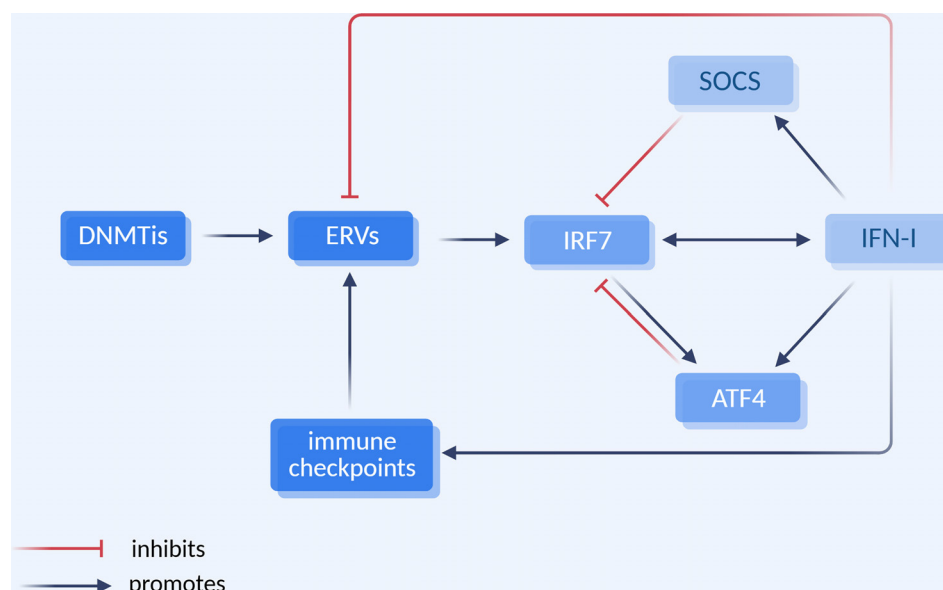 SOCS
DNMTis
ERVs
IRF7
IFN-I
ATF4
immune
checkpoints
inhibits
promotes